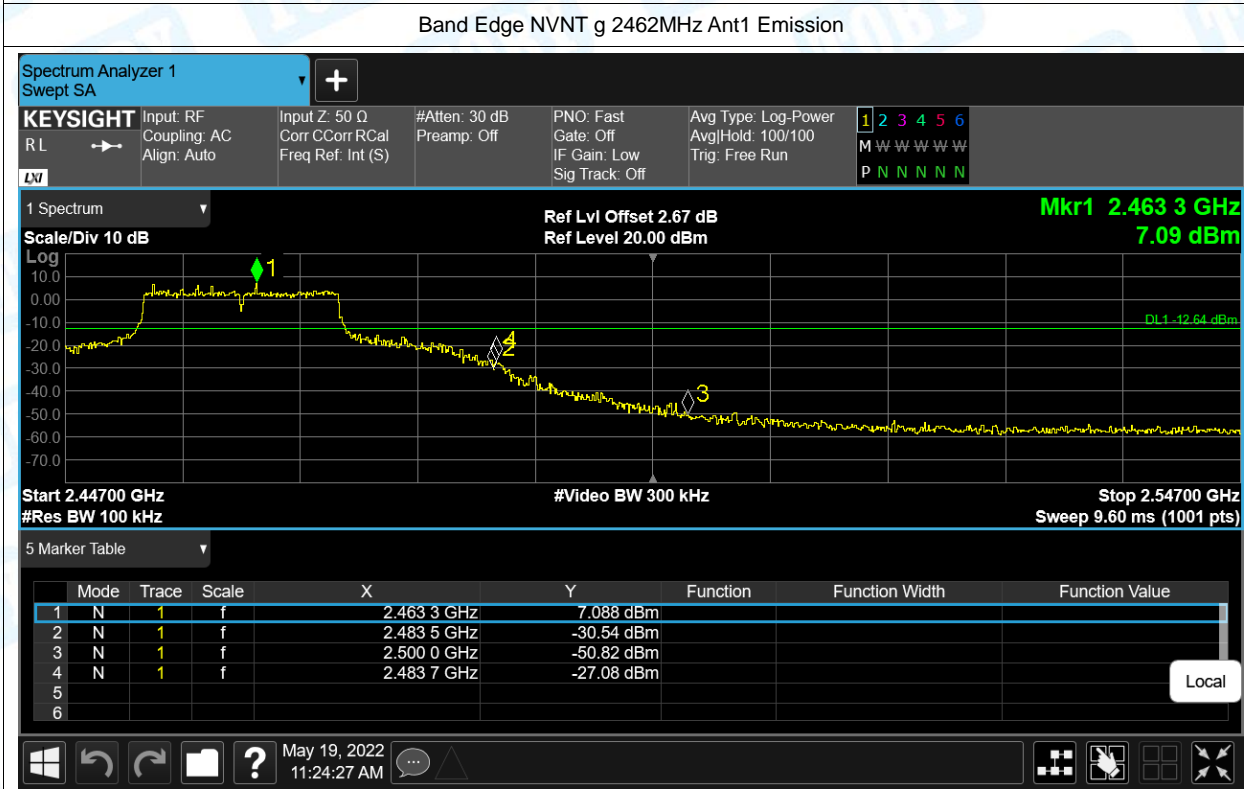 Band Edge NVNT g 2462MHz Ant1 Emission
Spectrum Analyzer 1
Swept SA
KEYSIGHT
R L
LXI
Input: RF
Coupling: AC
Align: Auto
Input Z: 50 Ω
Corr CCorr RCal
Freq Ref: Int (S)
#Atten: 30 dB
Preamp: Off
PNO: Fast
Gate: Off
IF Gain: Low
Sig Track: Off
Avg Type: Log-Power
Avg|Hold: 100/100
Trig: Free Run
1 2 3 4 5 6
M W W W W W
P N N N N N
1 Spectrum
Scale/Div 10 dB
Ref Lvl Offset 2.67 dB
Ref Level 20.00 dBm
Mkr1 2.463 3 GHz
7.09 dBm
Log
10.0
0.00
-10.0
-20.0
-30.0
-40.0
-50.0
-60.0
-70.0
1
4
2
3
DL1 -12.64 dBm
Start 2.44700 GHz
#Video BW 300 kHz
Stop 2.54700 GHz
#Res BW 100 kHz
Sweep 9.60 ms (1001 pts)
5 Marker Table
Mode Trace Scale X Y Function Function Width Function Value
1 N 1 f 2.463 3 GHz 7.088 dBm
2 N 1 f 2.483 5 GHz -30.54 dBm
3 N 1 f 2.500 0 GHz -50.82 dBm
4 N 1 f 2.483 7 GHz -27.08 dBm
5
6
Local
?
May 19, 2022
11:24:27 AM